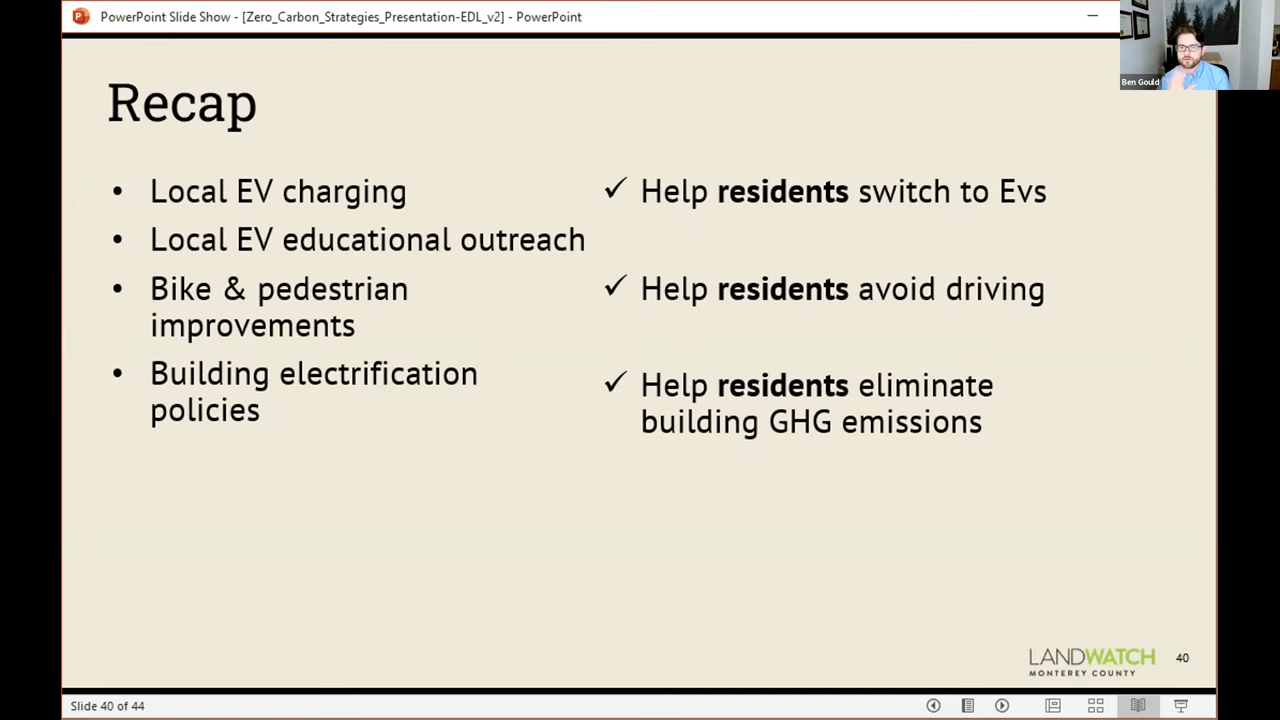 PowerPoint Slide Show - [Zero_Carbon_Strategies_Presentation-EDL_v2] - PowerPoint
Ben Gould
Recap
• Local EV charging
• Local EV educational outreach
• Bike & pedestrian
improvements
• Building electrification
policies
✓ Help residents switch to Evs
✓ Help residents avoid driving
✓ Help residents eliminate
building GHG emissions
LANDWATCH
MONTEREY COUNTY
40
Slide 40 of 44